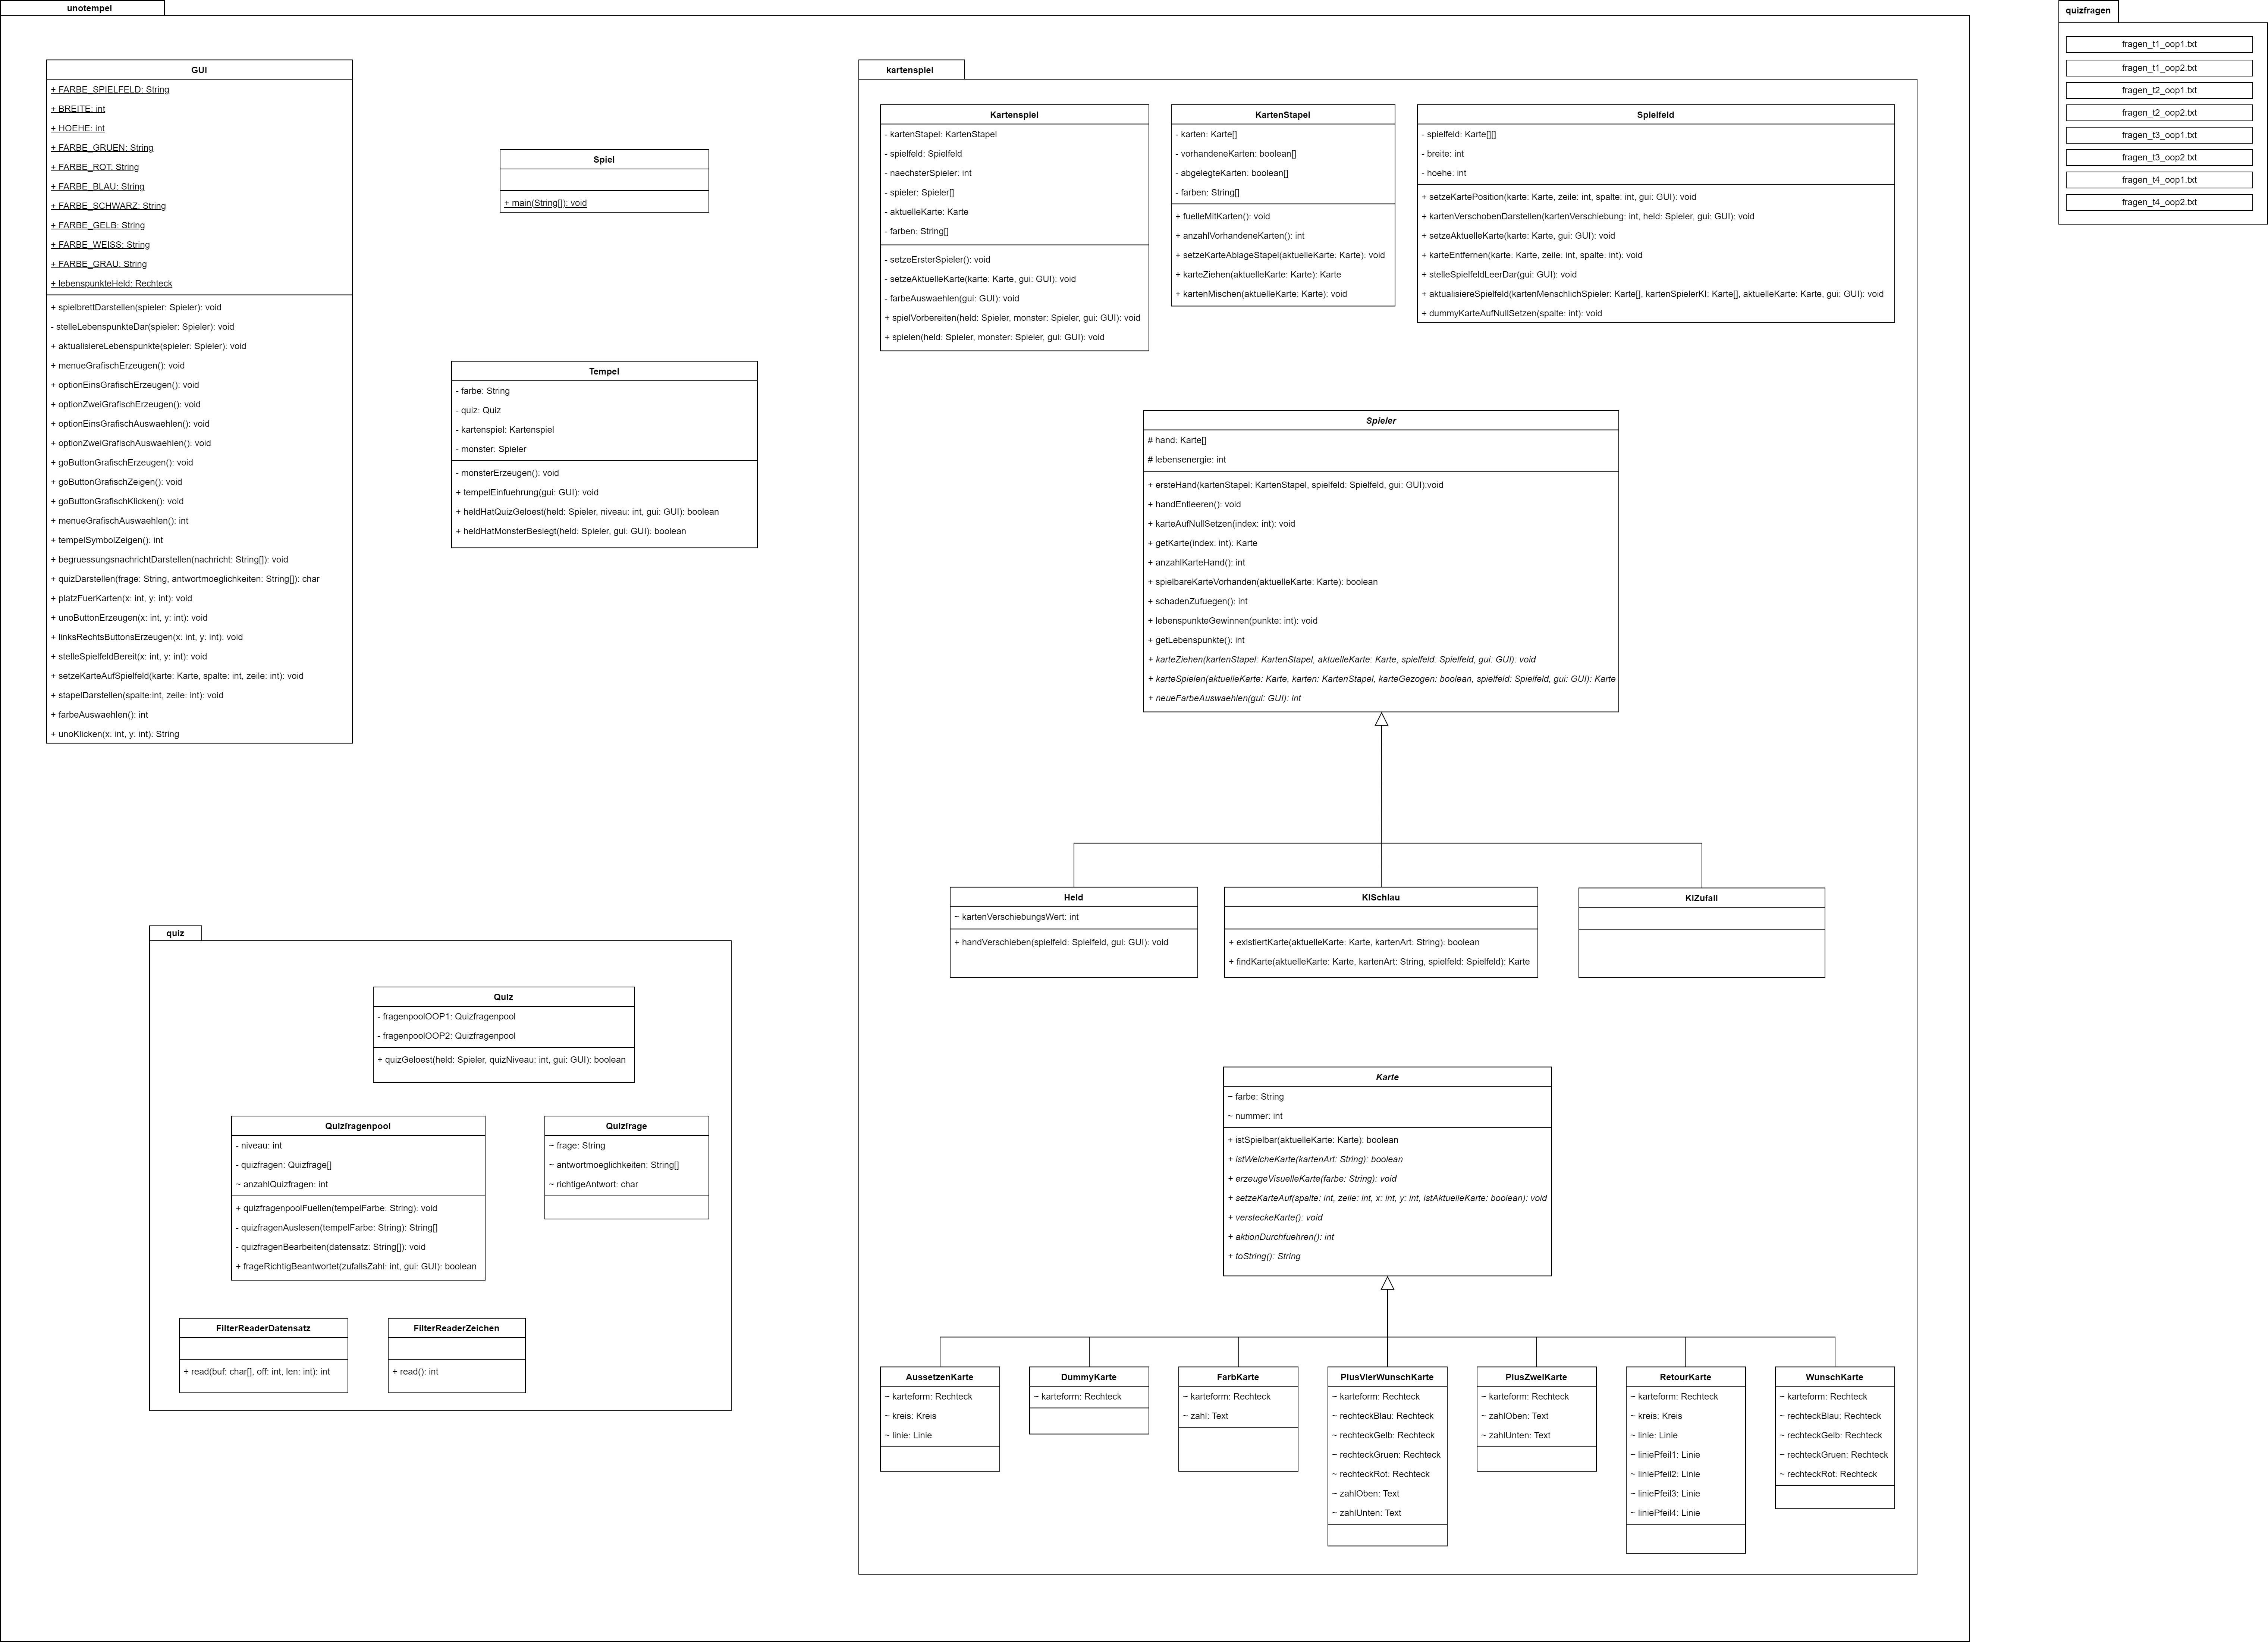 unotempel
GUI
+ FARBE_SPIELFELD: String
+ BREITE: int
+ HOEHE: int
+ FARBE_GRUEN: String
+ FARBE_ROT: String
+ FARBE_BLAU: String
+ FARBE_SCHWARZ: String
+ FARBE_GELB: String
+ FARBE_WEISS: String
+ FARBE_GRAU: String
+ lebenspunkteHeld: Rechteck
+ spielbrettDarstellen(spieler: Spieler): void
- stelleLebenspunkteDar(spieler: Spieler): void
+ aktualisiereLebenspunkte(spieler: Spieler): void
+ menueGrafischErzeugen(): void
+ optionEinsGrafischErzeugen(): void
+ optionZweiGrafischErzeugen(): void
+ optionEinsGrafischAuswaehlen(): void
+ optionZweiGrafischAuswaehlen(): void
+ goButtonGrafischErzeugen(): void
+ goButtonGrafischZeigen(): void
+ goButtonGrafischKlicken(): void
+ menueGrafischAuswaehlen(): int
+ tempelSymbolZeigen(): int
+ begruessungsnachrichtDarstellen(nachricht: String[]): void
+ quizDarstellen(frage: String, antwortmoeglichkeiten: String[]): char
+ platzFuerKarten(x: int, y: int): void
+ unoButtonErzeugen(x: int, y: int): void
+ linksRechtsButtonsErzeugen(x: int, y: int): void
+ stelleSpielfeldBereit(x: int, y: int): void
+ setzeKarteAufSpielfeld(karte: Karte, spalte: int, zeile: int): void
+ stapelDarstellen(spalte:int, zeile: int): void
+ farbeAuswaehlen(): int
+ unoKlicken(x: int, y: int): String
Spiel
+ main(String[]): void
Tempel
- farbe: String
- quiz: Quiz
- kartenspiel: Kartenspiel
- monster: Spieler
- monsterErzeugen(): void
+ tempelEinfuehrung(gui: GUI): void
+ heldHatQuizGeloest(held: Spieler, niveau: int, gui: GUI): boolean
+ heldHatMonsterBesiegt(held: Spieler, gui: GUI): boolean
quiz
Quiz
- fragenpoolOOP1: Quizfragenpool
- fragenpoolOOP2: Quizfragenpool
+ quizGeloest(held: Spieler, quizNiveau: int, gui: GUI): boolean
Quizfragenpool
- niveau: int
- quizfragen: Quizfrage[]
~ anzahlQuizfragen: int
+ quizfragenpoolFuellen(tempelFarbe: String): void
- quizfragenAuslesen(tempelFarbe: String): String[]
- quizfragenBearbeiten(datensatz: String[]): void
+ frageRichtigBeantwortet(zufallsZahl: int, gui: GUI): boolean
Quizfrage
~ frage: String
~ antwortmoeglichkeiten: String[]
~ richtigeAntwort: char
FilterReaderDatensatz
+ read(buf: char[], off: int, len: int): int
FilterReaderZeichen
+ read(): int
kartenspiel
Kartenspiel
- kartenStapel: KartenStapel
- spielfeld: Spielfeld
- naechsterSpieler: int
- spieler: Spieler[]
- aktuelleKarte: Karte
- farben: String[]
- setzeErsterSpieler(): void
- setzeAktuelleKarte(karte: Karte, gui: GUI): void
- farbeAuswaehlen(gui: GUI): void
+ spielVorbereiten(held: Spieler, monster: Spieler, gui: GUI): void
+ spielen(held: Spieler, monster: Spieler, gui: GUI): void
KartenStapel
- karten: Karte[]
- vorhandeneKarten: boolean[]
- abgelegteKarten: boolean[]
- farben: String[]
+ fuelleMitKarten(): void
+ anzahlVorhandeneKarten(): int
+ setzeKarteAblageStapel(aktuelleKarte: Karte): void
+ karteZiehen(aktuelleKarte: Karte): Karte
+ kartenMischen(aktuelleKarte: Karte): void
Spielfeld
- spielfeld: Karte[][]
- breite: int
- hoehe: int
+ setzeKartePosition(karte: Karte, zeile: int, spalte: int, gui: GUI): void
+ kartenVerschobenDarstellen(kartenVerschiebung: int, held: Spieler, gui: GUI): void
+ setzeAktuelleKarte(karte: Karte, gui: GUI): void
+ karteEntfernen(karte: Karte, zeile: int, spalte: int): void
+ stelleSpielfeldLeerDar(gui: GUI): void
+ aktualisiereSpielfeld(kartenMenschlichSpieler: Karte[], kartenSpielerKI: Karte[], aktuelleKarte: Karte, gui: GUI): void
+ dummyKarteAufNullSetzen(spalte: int): void
Spieler
# hand: Karte[]
# lebensenergie: int
+ ersteHand(kartenStapel: KartenStapel, spielfeld: Spielfeld, gui: GUI):void
+ handEntleeren(): void
+ karteAufNullSetzen(index: int): void
+ getKarte(index: int): Karte
+ anzahlKarteHand(): int
+ spielbareKarteVorhanden(aktuelleKarte: Karte): boolean
+ schadenZufuegen(): int
+ lebenspunkteGewinnen(punkte: int): void
+ getLebenspunkte(): int
+ karteZiehen(kartenStapel: KartenStapel, aktuelleKarte: Karte, spielfeld: Spielfeld, gui: GUI): void
+ karteSpielen(aktuelleKarte: Karte, karten: KartenStapel, karteGezogen: boolean, spielfeld: Spielfeld, gui: GUI): Karte
+ neueFarbeAuswaehlen(gui: GUI): int
Held
~ kartenVerschiebungsWert: int
+ handVerschieben(spielfeld: Spielfeld, gui: GUI): void
KISchlau
+ existiertKarte(aktuelleKarte: Karte, kartenArt: String): boolean
+ findKarte(aktuelleKarte: Karte, kartenArt: String, spielfeld: Spielfeld): Karte
KIZufall
Karte
~ farbe: String
~ nummer: int
+ istSpielbar(aktuelleKarte: Karte): boolean
+ istWelcheKarte(kartenArt: String): boolean
+ erzeugeVisuelleKarte(farbe: String): void
+ setzeKarteAuf(spalte: int, zeile: int, x: int, y: int, istAktuelleKarte: boolean): void
+ versteckeKarte(): void
+ aktionDurchfuehren(): int
+ toString(): String
AussetzenKarte
~ karteform: Rechteck
~ kreis: Kreis
~ linie: Linie
DummyKarte
~ karteform: Rechteck
FarbKarte
~ karteform: Rechteck
~ zahl: Text
PlusVierWunschKarte
~ karteform: Rechteck
~ rechteckBlau: Rechteck
~ rechteckGelb: Rechteck
~ rechteckGruen: Rechteck
~ rechteckRot: Rechteck
~ zahlOben: Text
~ zahlUnten: Text
PlusZweiKarte
~ karteform: Rechteck
~ zahlOben: Text
~ zahlUnten: Text
RetourKarte
~ karteform: Rechteck
~ kreis: Kreis
~ linie: Linie
~ liniePfeil1: Linie
~ liniePfeil2: Linie
~ liniePfeil3: Linie
~ liniePfeil4: Linie
WunschKarte
~ karteform: Rechteck
~ rechteckBlau: Rechteck
~ rechteckGelb: Rechteck
~ rechteckGruen: Rechteck
~ rechteckRot: Rechteck
quizfragen
fragen_t1_oop1.txt
fragen_t1_oop2.txt
fragen_t2_oop1.txt
fragen_t2_oop2.txt
fragen_t3_oop1.txt
fragen_t3_oop2.txt
fragen_t4_oop1.txt
fragen_t4_oop2.txt